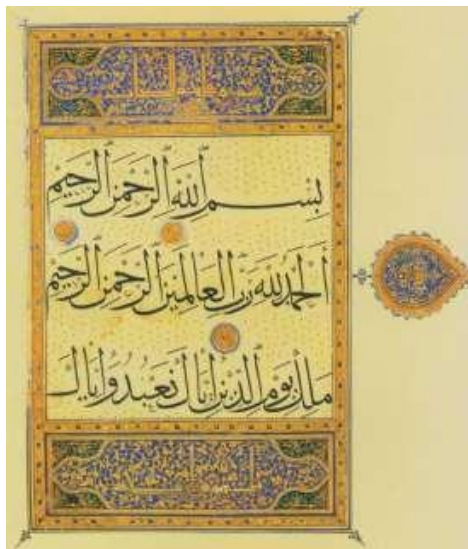 بسم الله الرحمن الرحيم
الحمد لله رب العالمين الرحمن الرحيم
ملك يوم الدين اياك نعبد واياك